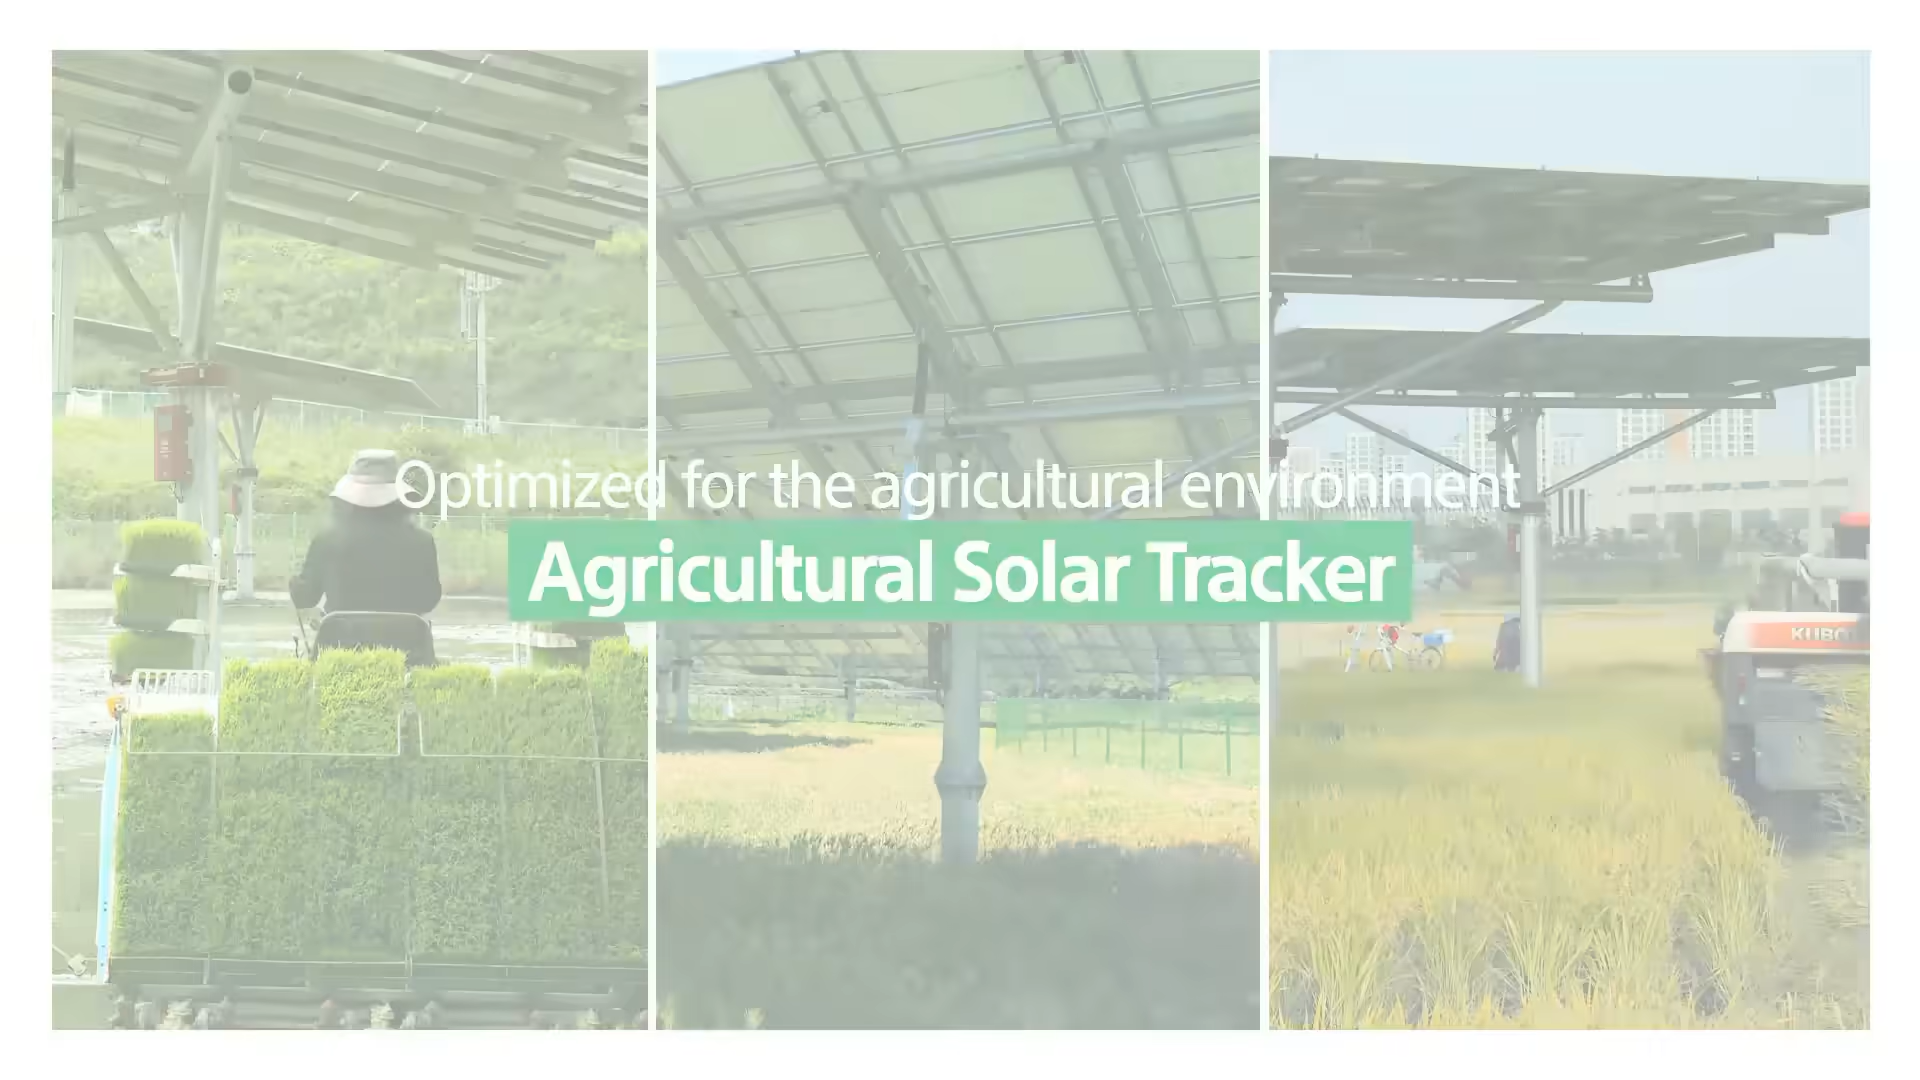 Optimized for the agricultural environment
Agricultural Solar Tracker